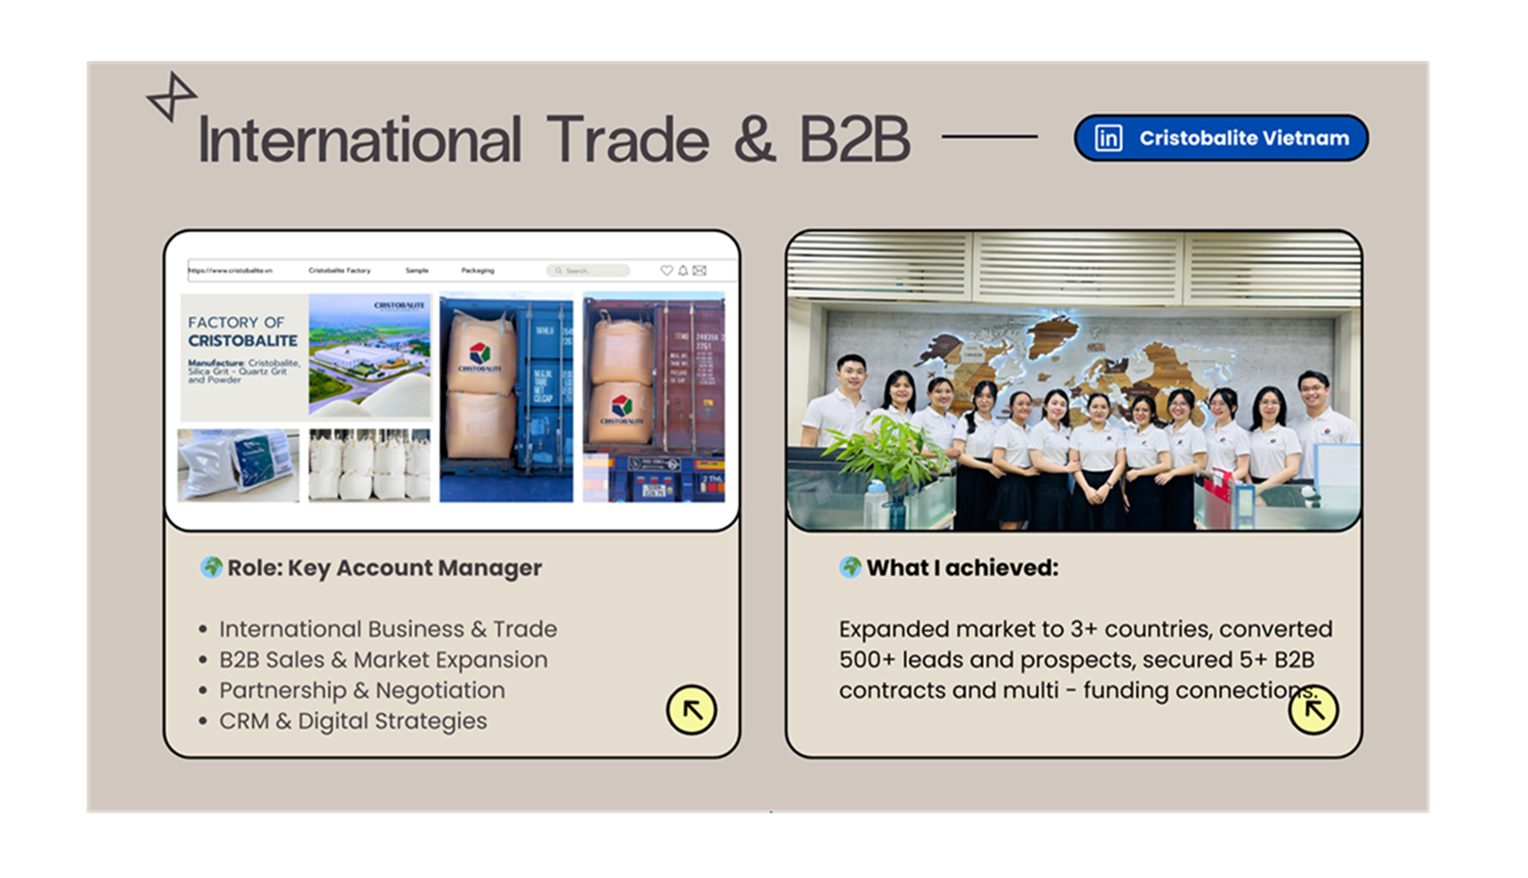 International Trade & B2B
in Cristobalite Vietnam
https://www.cristobalite.vn Cristobalite Factory Sample Packaging Search..
FACTORY OF
CRISTOBALITE
Manufacture: Cristobalite,
Silica Grit - Quartz Grit
and Powder
CRISTOBALITE
CRISTOBALITE
CRISTOBALITE
Role: Key Account Manager
• International Business & Trade
• B2B Sales & Market Expansion
• Partnership & Negotiation
• CRM & Digital Strategies
What I achieved:
Expanded market to 3+ countries, converted
500+ leads and prospects, secured 5+ B2B
contracts and multi - funding connections.